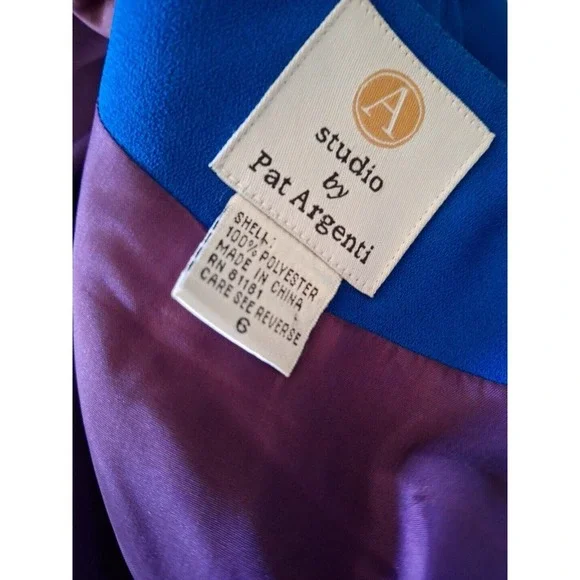 A
studio
by
Pat Argenti
SHELL:
100% POLYESTER
MADE IN CHINA
RN 81181
CARE SEE REVERSE
6